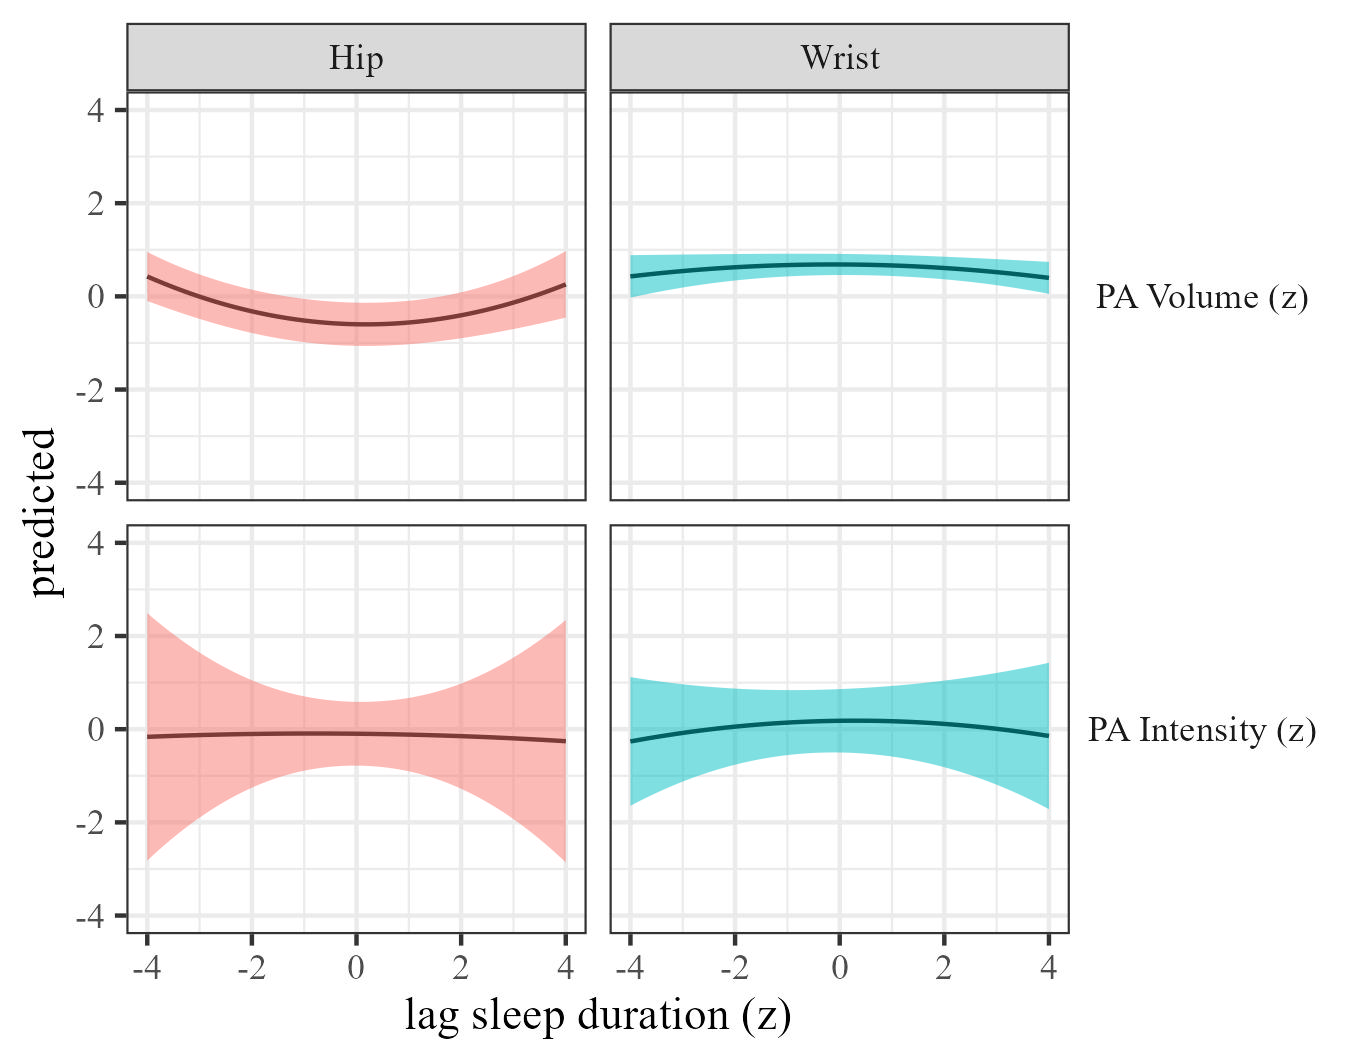 Hip
Wrist
4
2
0
-2
-4
PA Volume (z)
predicted
4
2
0
-2
-4
PA Intensity (z)
-4 -2 0 2 4
-4 -2 0 2 4
lag sleep duration (z)